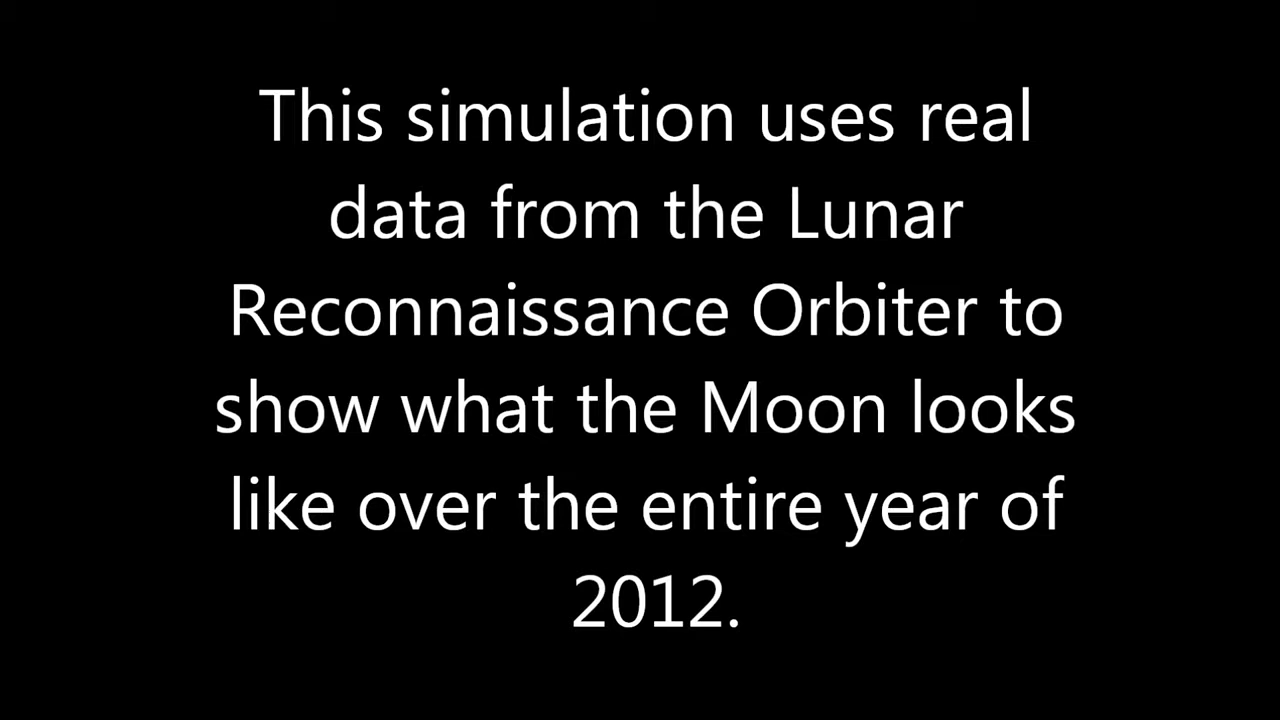 This simulation uses real
data from the Lunar
Reconnaissance Orbiter to
show what the Moon looks
like over the entire year of
2012.